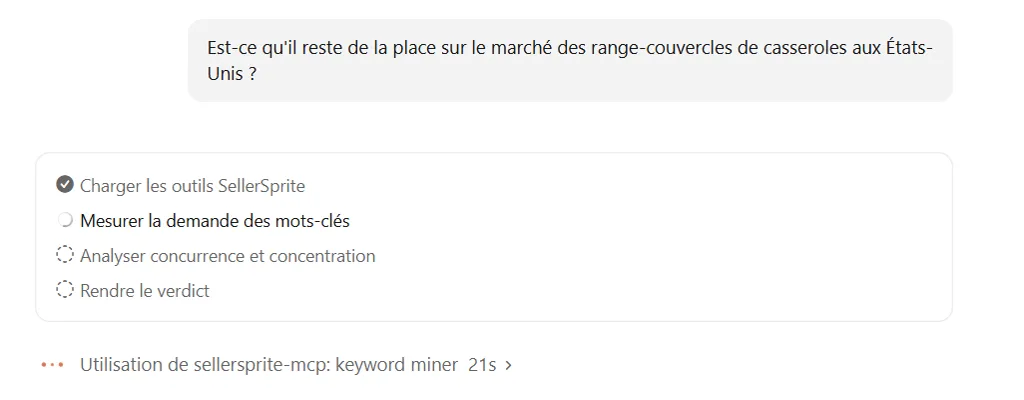 Est-ce qu'il reste de la place sur le marché des range-couvercles de casseroles aux États-
Unis ?
Charger les outils SellerSprite
Mesurer la demande des mots-clés
Analyser concurrence et concentration
Rendre le verdict
Utilisation de sellersprite-mcp: keyword miner 21s >